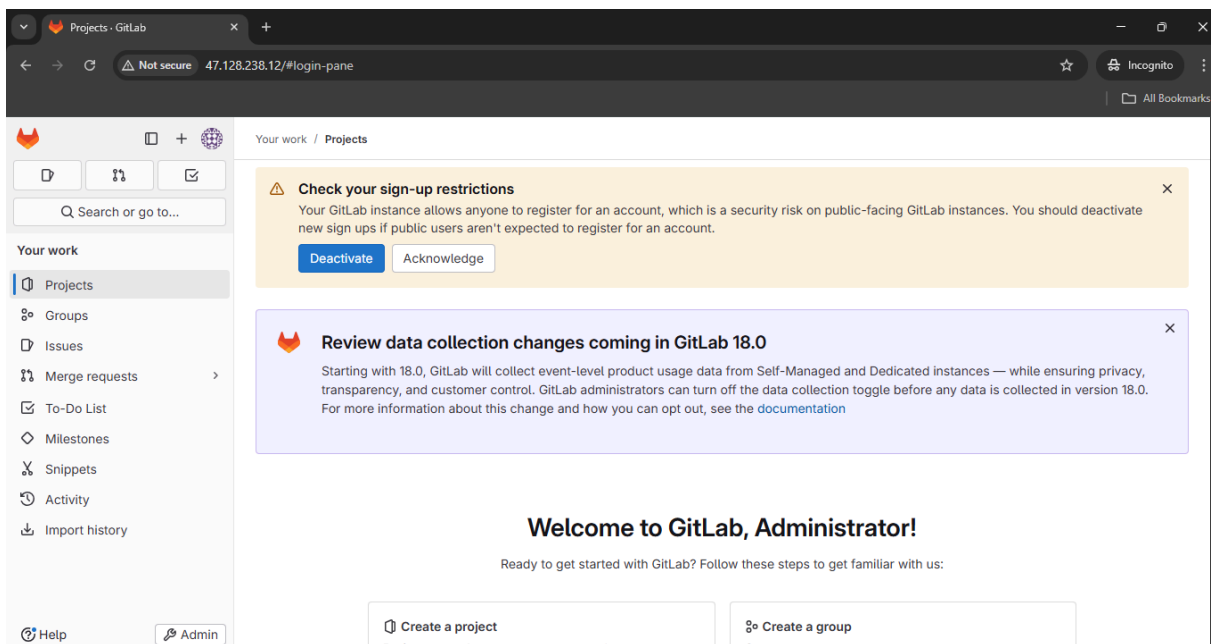 Projects · GitLab
Not secure 47.128.238.12/#login-pane
Incognito
All Bookmarks
Your work / Projects
Search or go to...
Your work
Projects
Groups
Issues
Merge requests
To-Do List
Milestones
Snippets
Activity
Import history
Help
Admin
Check your sign-up restrictions
Your GitLab instance allows anyone to register for an account, which is a security risk on public-facing GitLab instances. You should deactivate
new sign ups if public users aren't expected to register for an account.
Deactivate
Acknowledge
Review data collection changes coming in GitLab 18.0
Starting with 18.0, GitLab will collect event-level product usage data from Self-Managed and Dedicated instances — while ensuring privacy,
transparency, and customer control. GitLab administrators can turn off the data collection toggle before any data is collected in version 18.0.
For more information about this change and how you can opt out, see the documentation
Welcome to GitLab, Administrator!
Ready to get started with GitLab? Follow these steps to get familiar with us:
Create a project
Create a group